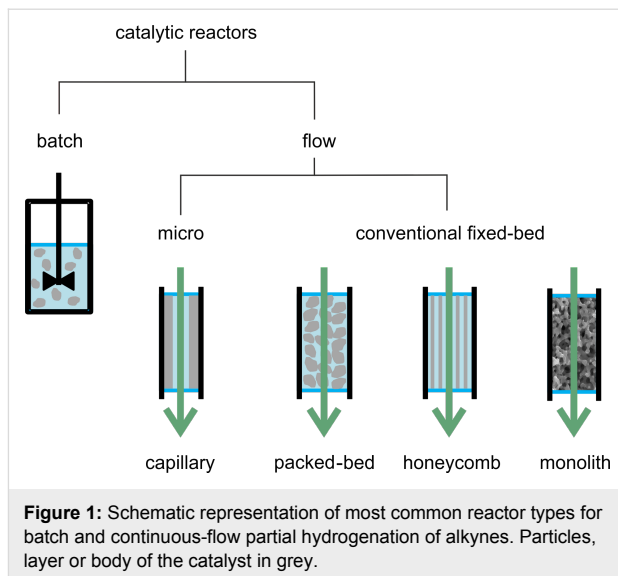 catalytic reactors
batch
flow
micro
conventional fixed-bed
capillary
packed-bed
honeycomb
monolith
Figure 1: Schematic representation of most common reactor types for
batch and continuous-flow partial hydrogenation of alkynes. Particles,
layer or body of the catalyst in grey.